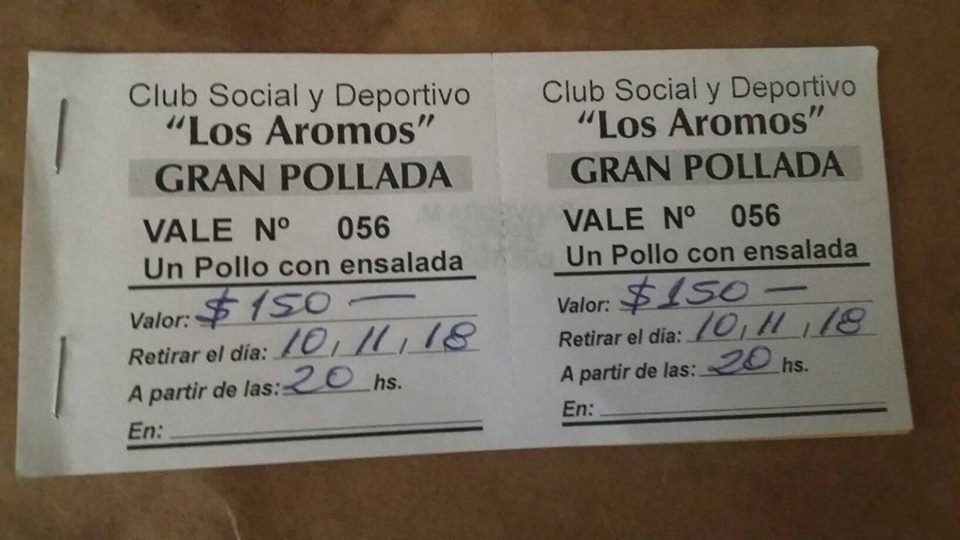 Club Social y Deportivo
"Los Aromos"
GRAN POLLADA
VALE Nº 056
Un Pollo con ensalada
Valor: $150—
Retirar el día: 10, 11, 18
A partir de las: 20 hs.
En:
Club Social y Deportivo
"Los Aromos"
GRAN POLLADA
VALE Nº 056
Un Pollo con ensalada
Valor: $150—
Retirar el día: 10, 11, 18
A partir de las: 20 hs.
En: